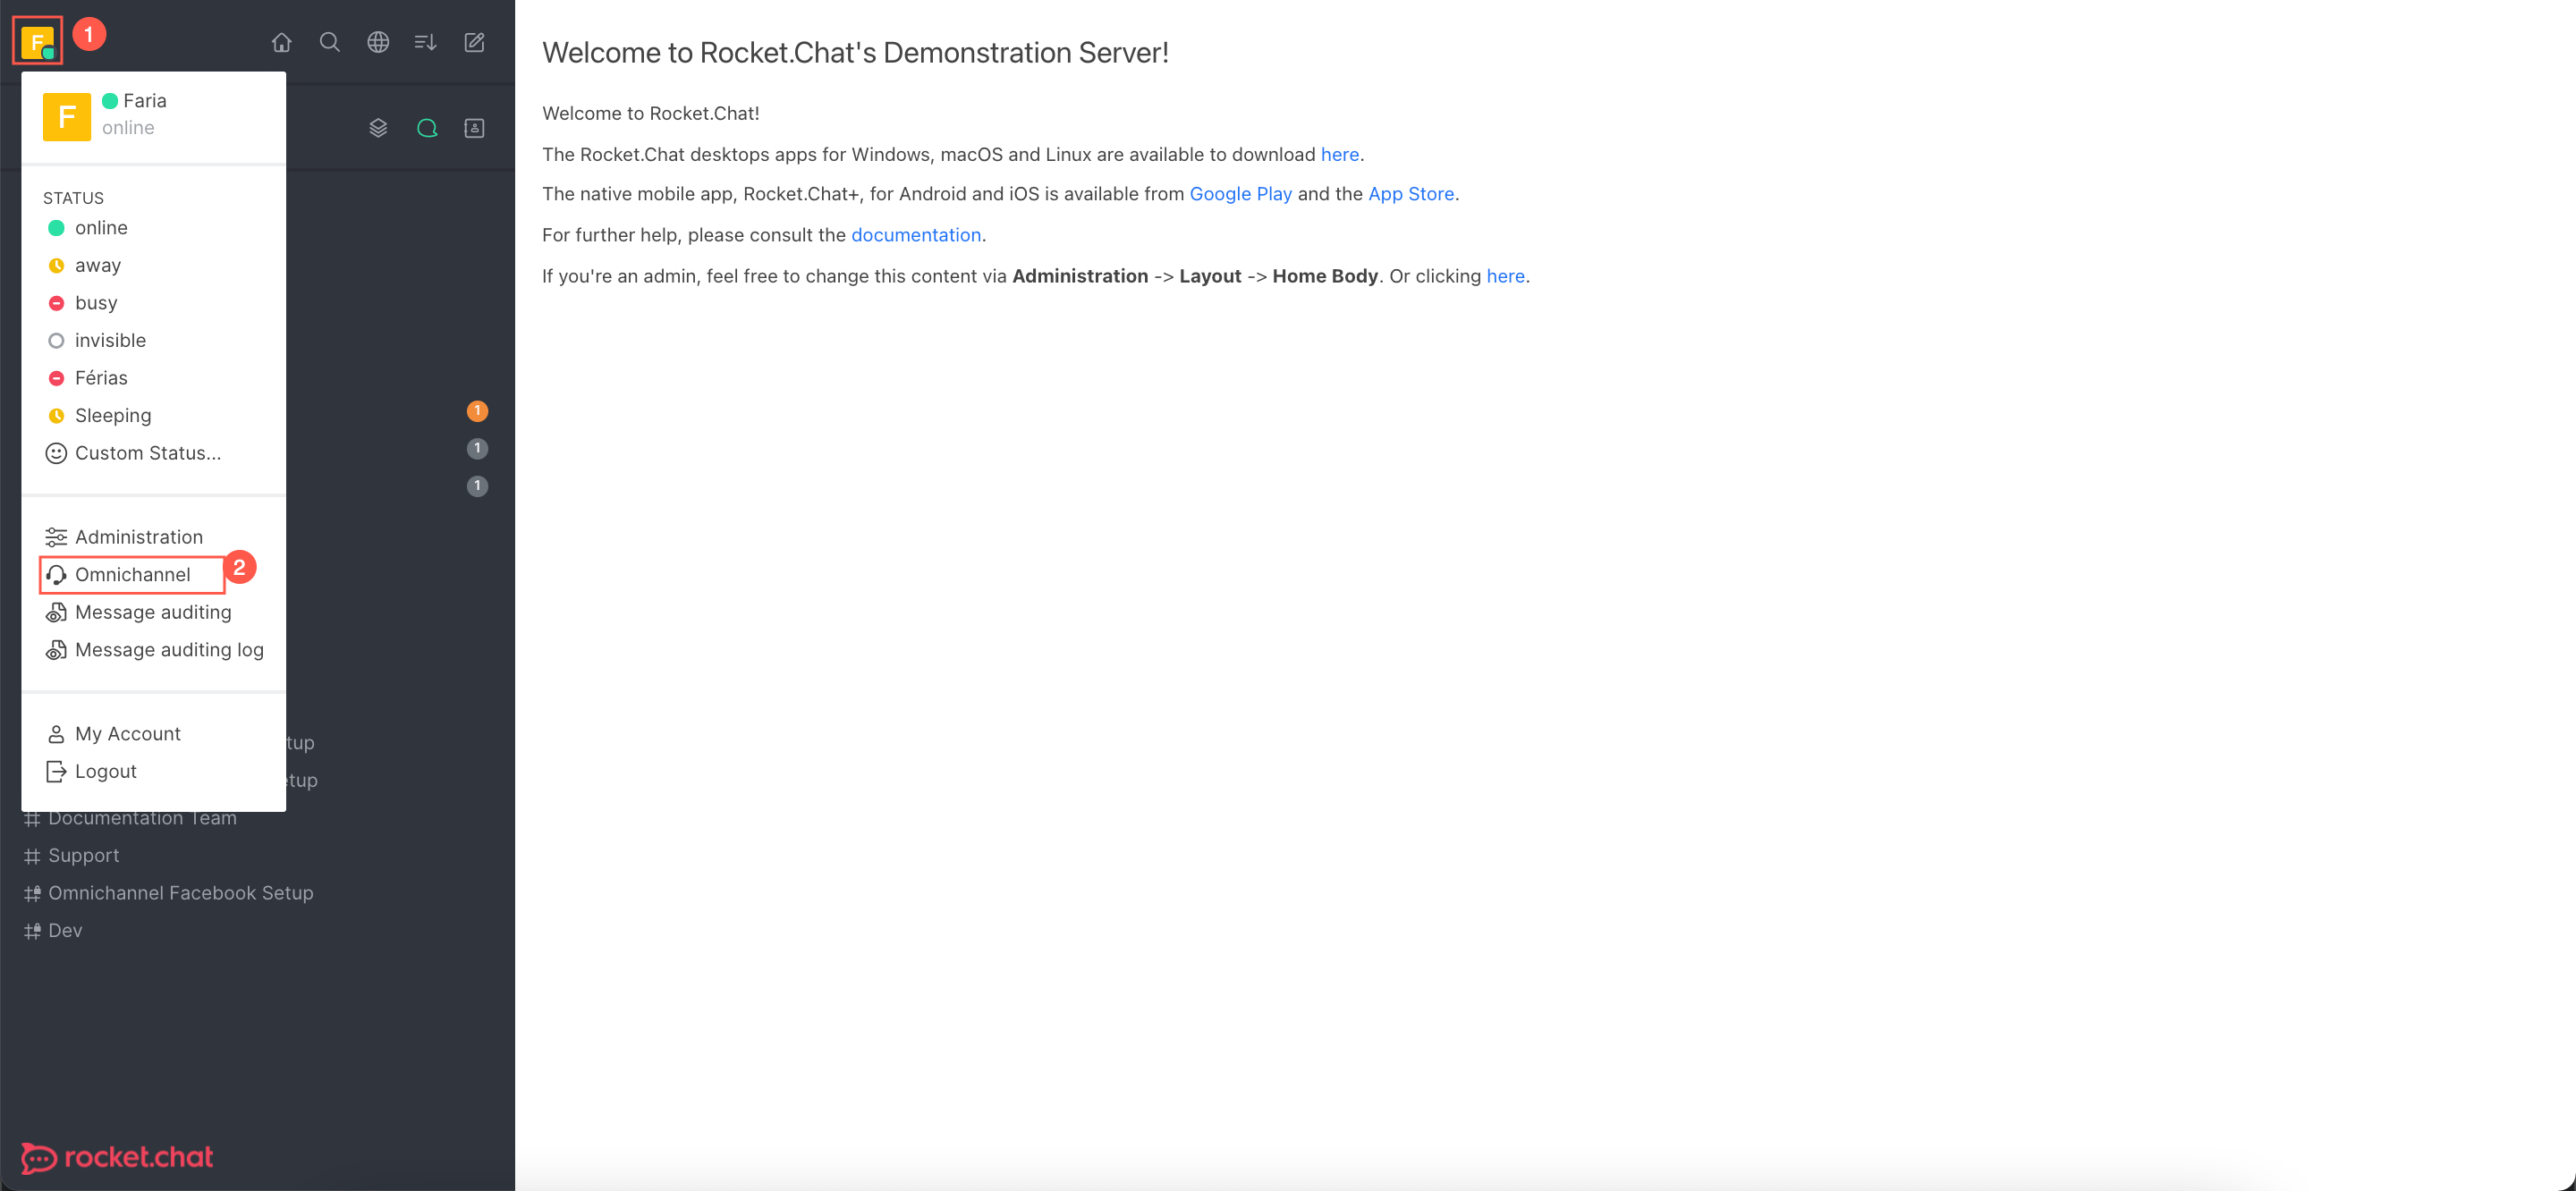 F
1
F
Faria
online
STATUS
online
away
busy
invisible
Férias
Sleeping
Custom Status...
1
1
1
Administration
Omnichannel
2
Message auditing
Message auditing log
My Account
Logout
tup
etup
Documentation Team
Support
Omnichannel Facebook Setup
Dev
rocket.chat
Welcome to Rocket.Chat's Demonstration Server!
Welcome to Rocket.Chat!
The Rocket.Chat desktops apps for Windows, macOS and Linux are available to download here.
The native mobile app, Rocket.Chat+, for Android and iOS is available from Google Play and the App Store.
For further help, please consult the documentation.
If you're an admin, feel free to change this content via Administration -> Layout -> Home Body. Or clicking here.